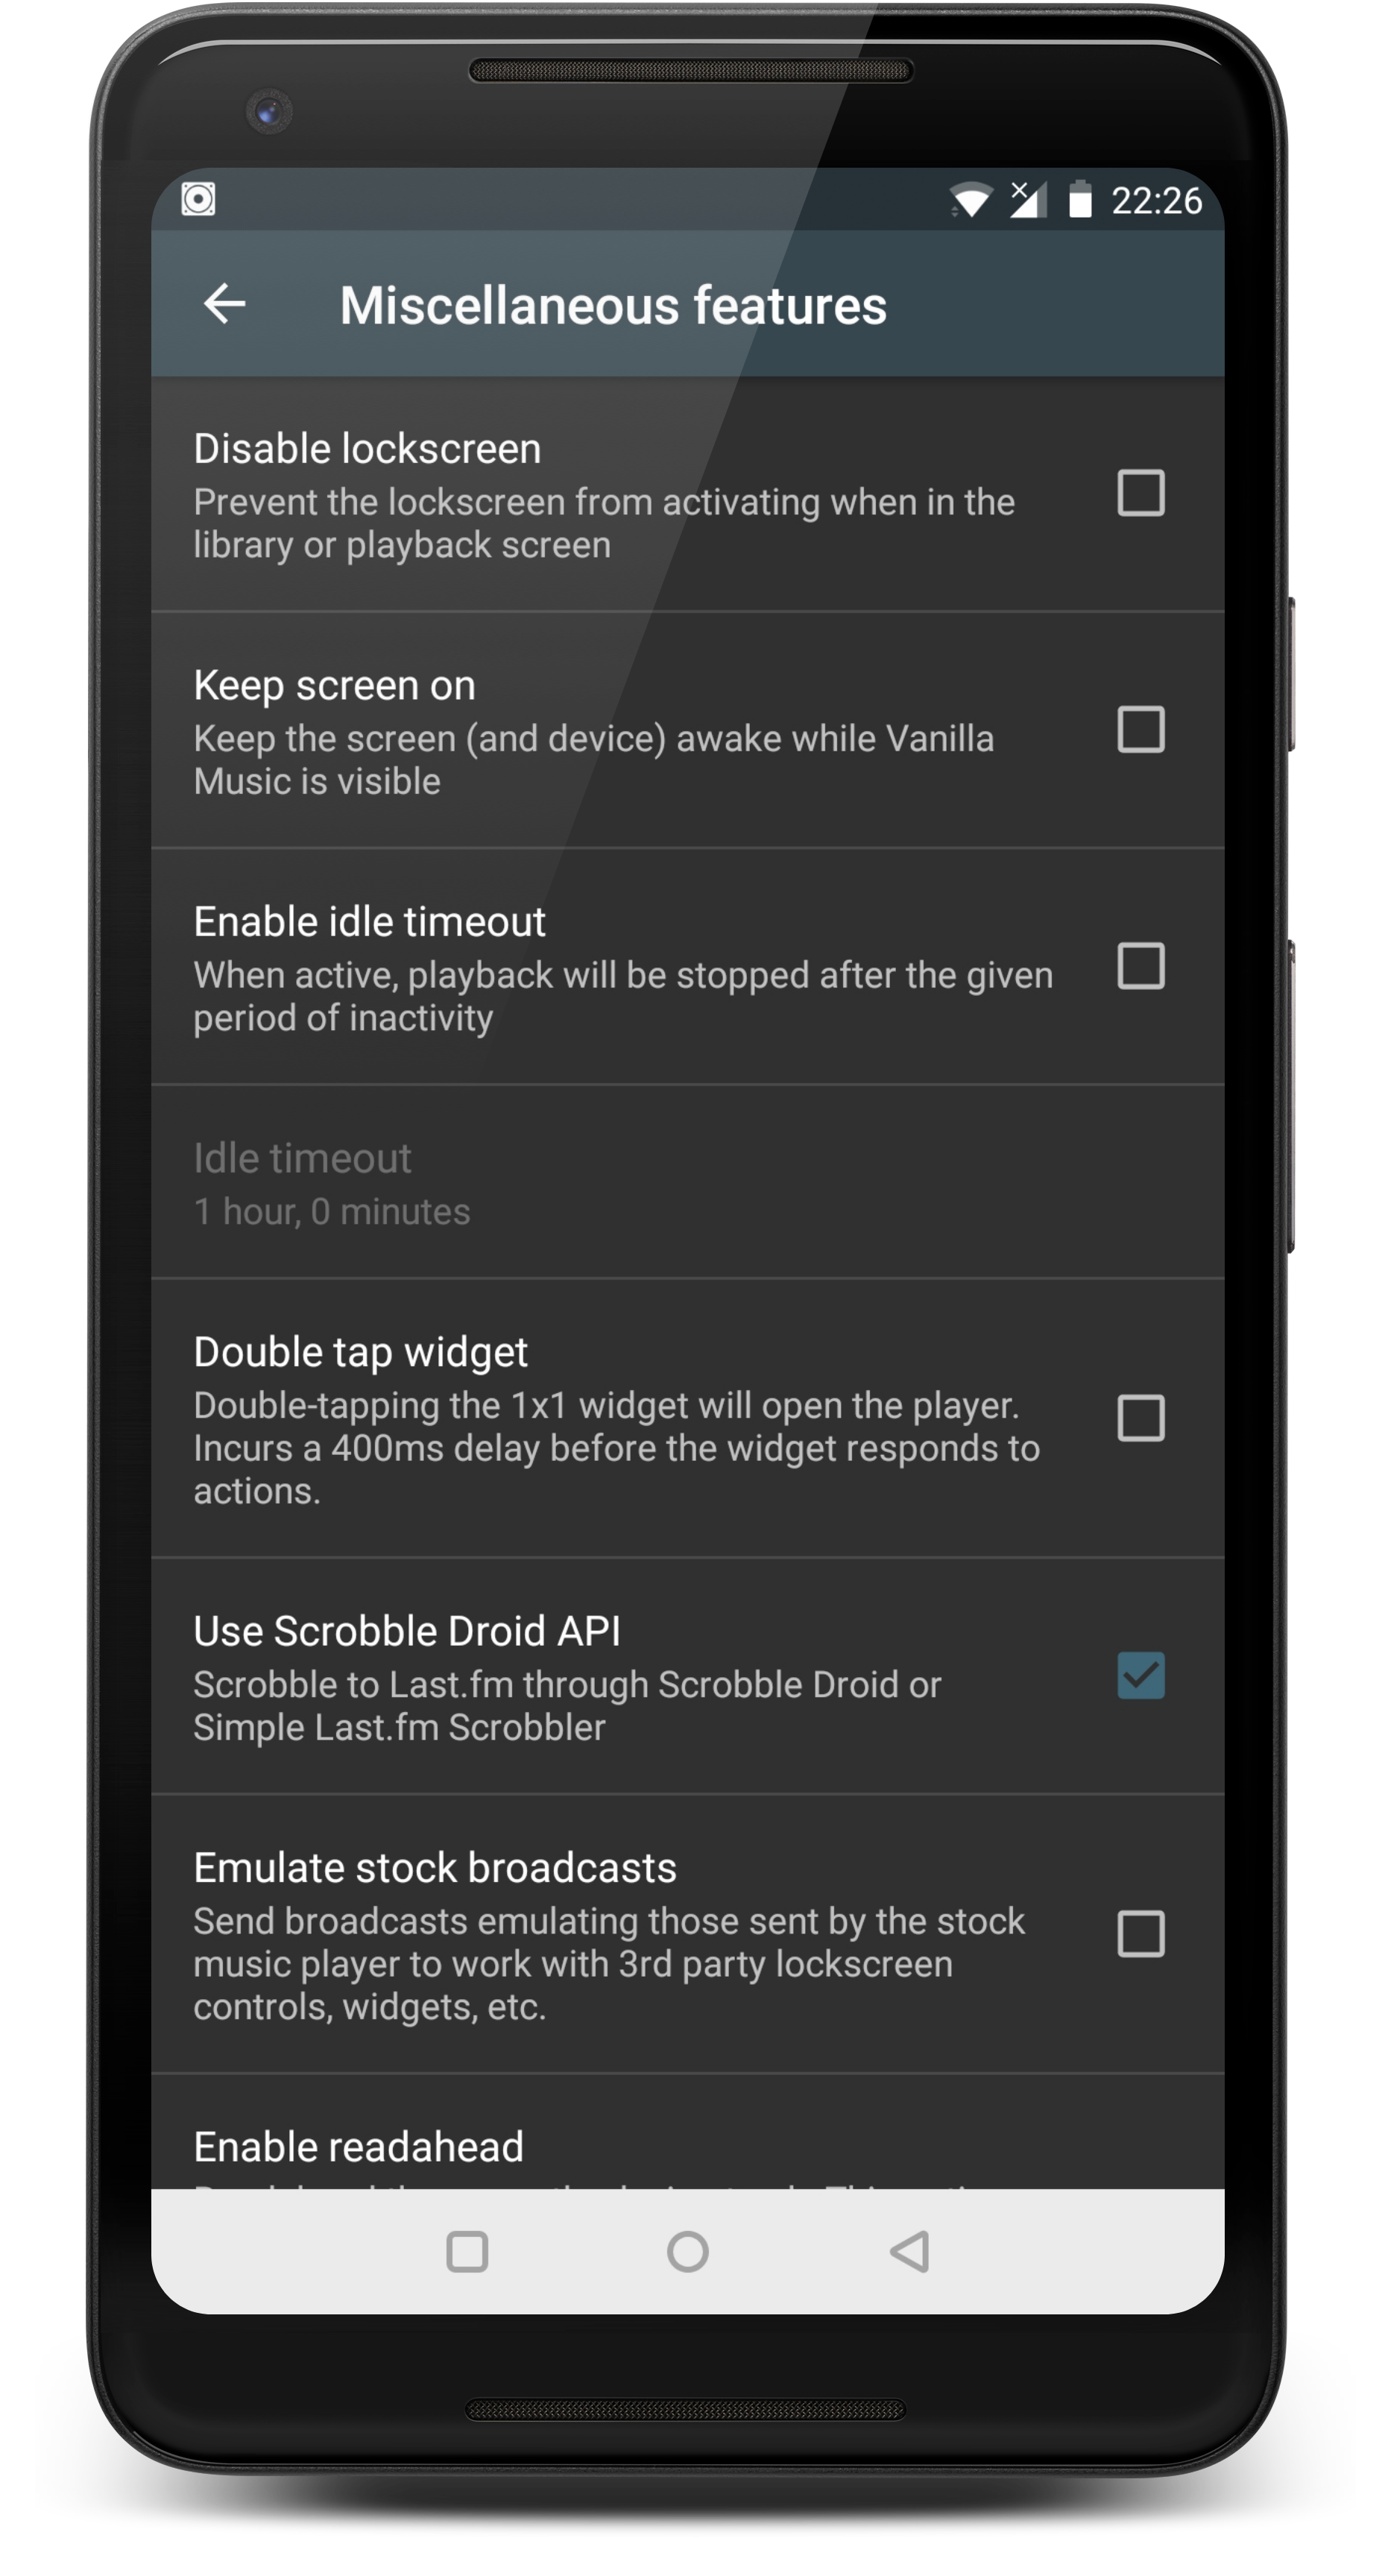 22:26
Miscellaneous features
Disable lockscreen
Prevent the lockscreen from activating when in the
library or playback screen
Keep screen on
Keep the screen (and device) awake while Vanilla
Music is visible
Enable idle timeout
When active, playback will be stopped after the given
period of inactivity
Idle timeout
1 hour, 0 minutes
Double tap widget
Double-tapping the 1x1 widget will open the player.
Incurs a 400ms delay before the widget responds to
actions.
Use Scrobble Droid API
Scrobble to Last.fm through Scrobble Droid or
Simple Last.fm Scrobbler
Emulate stock broadcasts
Send broadcasts emulating those sent by the stock
music player to work with 3rd party lockscreen
controls, widgets, etc.
Enable readahead